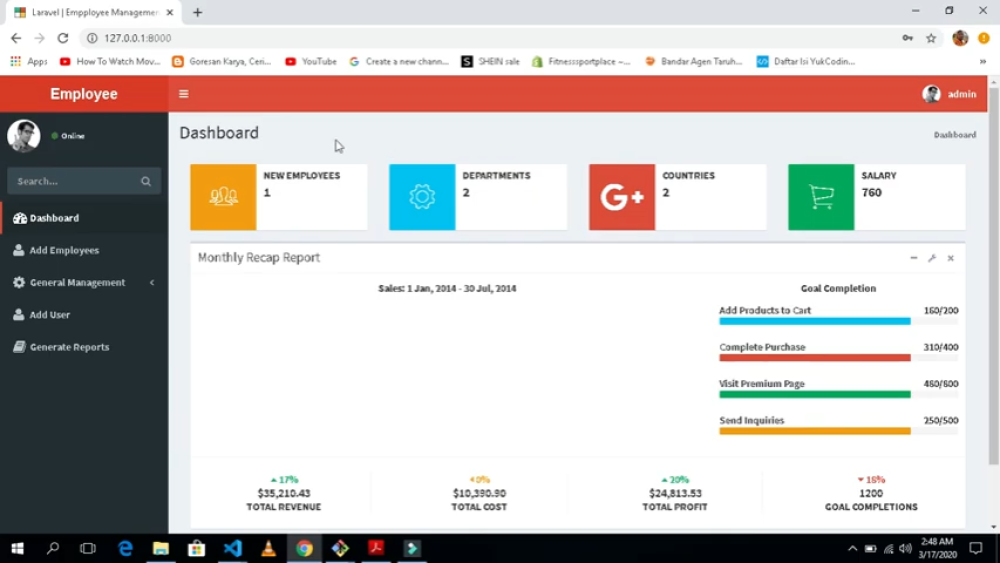 Laravel | Empployee Managemer
127.0.0.1:8000
Apps
How To Watch Mov...
Goresan Karya, Ceri...
YouTube
Create a new chann...
SHEIN sale
Fitnesssportplace –...
Bandar Agen Taruh...
Daftar Isi YukCoding...
Employee
admin
Online
Search...
Dashboard
Add Employees
General Management
Add User
Generate Reports
Dashboard
Dashboard
NEW EMPLOYEES
1
DEPARTMENTS
2
G+
COUNTRIES
2
SALARY
760
Monthly Recap Report
Sales: 1 Jan, 2014 - 30 Jul, 2014
Goal Completion
Add Products to Cart 160/200
Complete Purchase 310/400
Visit Premium Page 480/800
Send Inquiries 250/500
17%
$35,210.43
TOTAL REVENUE
0%
$10,390.90
TOTAL COST
20%
$24,813.53
TOTAL PROFIT
18%
1200
GOAL COMPLETIONS
2:48 AM
3/17/2020